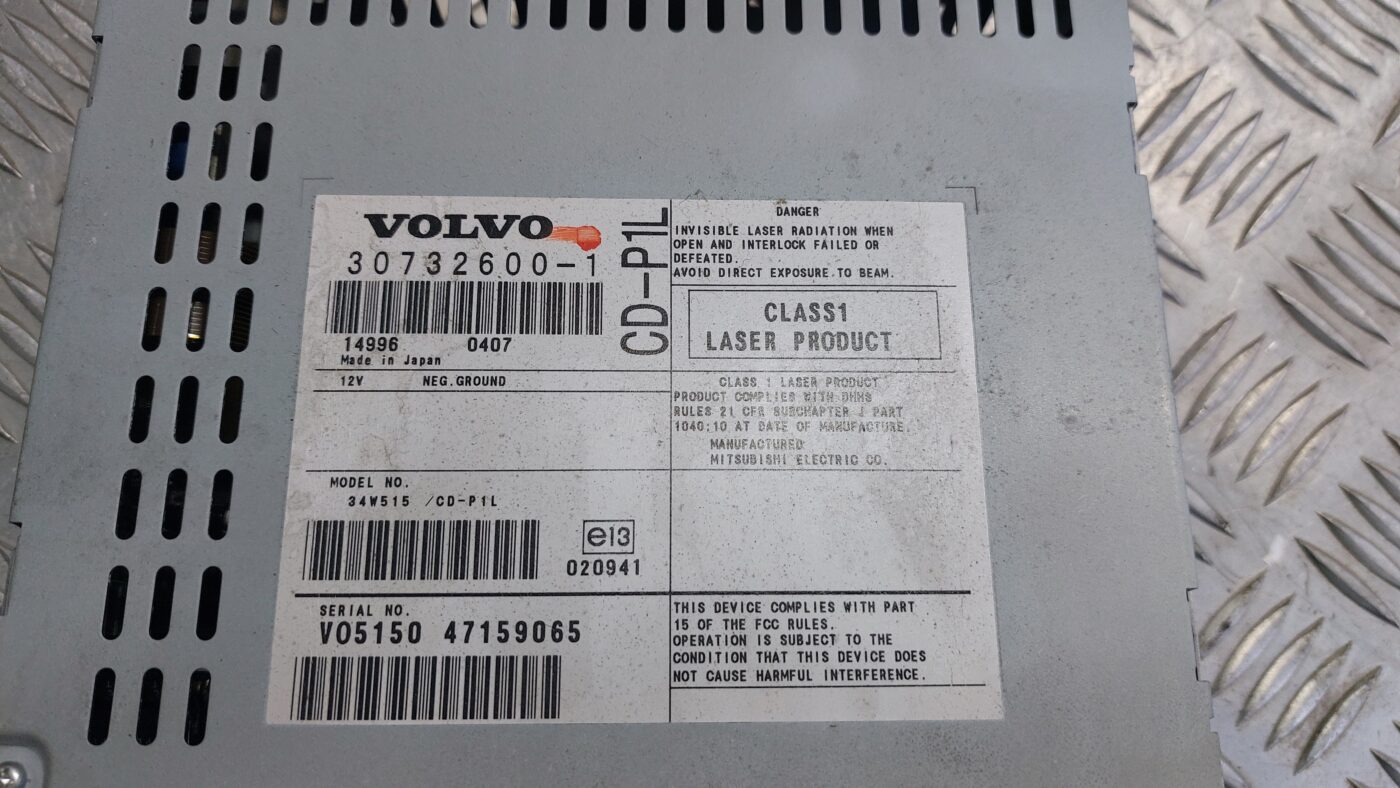 VOLVO
30732600-1
14996 0407
Made in Japan
CD-P1L
12V NEG.GROUND
MODEL NO.
34W515 /CD-P1L
e13
020941
SERIAL NO.
VO5150 47159065
DANGER
INVISIBLE LASER RADIATION WHEN
OPEN AND INTERLOCK FAILED OR
DEFEATED.
AVOID DIRECT EXPOSURE TO BEAM.
CLASS1
LASER PRODUCT
CLASS 1 LASER PRODUCT
PRODUCT COMPLIES WITH DHHS
RULES 21 CFR SUBCHAPTER J PART
1040:10 AT DATE OF MANUFACTURE.
MANUFACTURED
MITSUBISHI ELECTRIC CO.
THIS DEVICE COMPLIES WITH PART
15 OF THE FCC RULES.
OPERATION IS SUBJECT TO THE
CONDITION THAT THIS DEVICE DOES
NOT CAUSE HARMFUL INTERFERENCE.